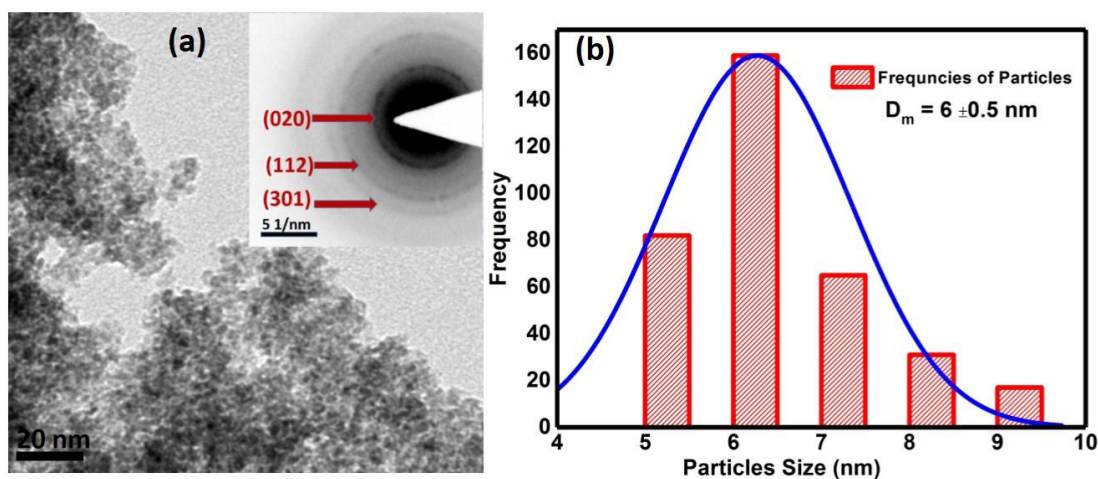 (a)
(020)
(112)
(301)
5 1/nm
20 nm
(b)
Frequncies of Particles
Dm = 6 ±0.5 nm
Frequency
160
140
120
100
80
60
40
20
0
4 5 6 7 8 9 10
Particles Size (nm)